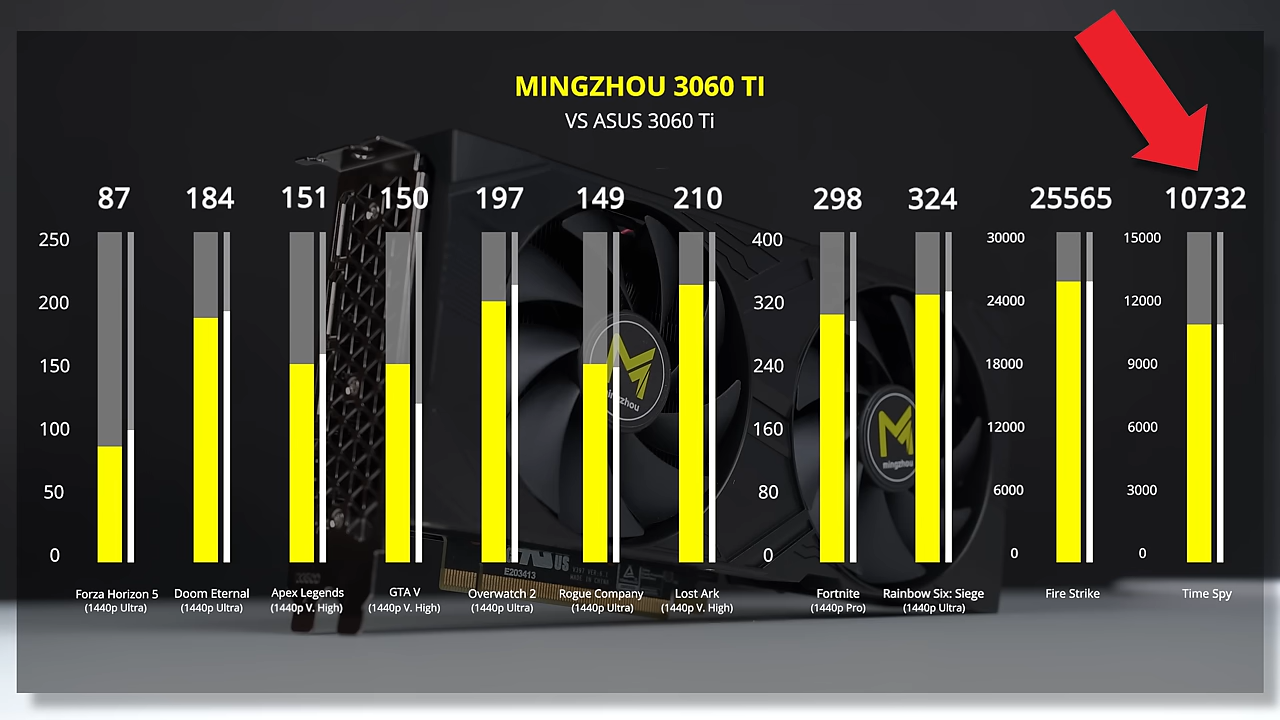 MINGZHOU 3060 TI
VS ASUS 3060 Ti
87 184 151 150 197 149 210 298 324 25565 10732
250
200
150
100
50
0
400
320
240
160
80
0
30000
24000
18000
12000
6000
0
15000
12000
9000
6000
3000
0
mingzhou
mingzhou
E203413
Forza Horizon 5
(1440p Ultra)
Doom Eternal
(1440p Ultra)
Apex Legends
(1440p V. High)
GTA V
(1440p V. High)
Overwatch 2
(1440p Ultra)
Rogue Company
(1440p Ultra)
Lost Ark
(1440p V. High)
Fortnite
(1440p Pro)
Rainbow Six: Siege
(1440p Ultra)
Fire Strike
Time Spy